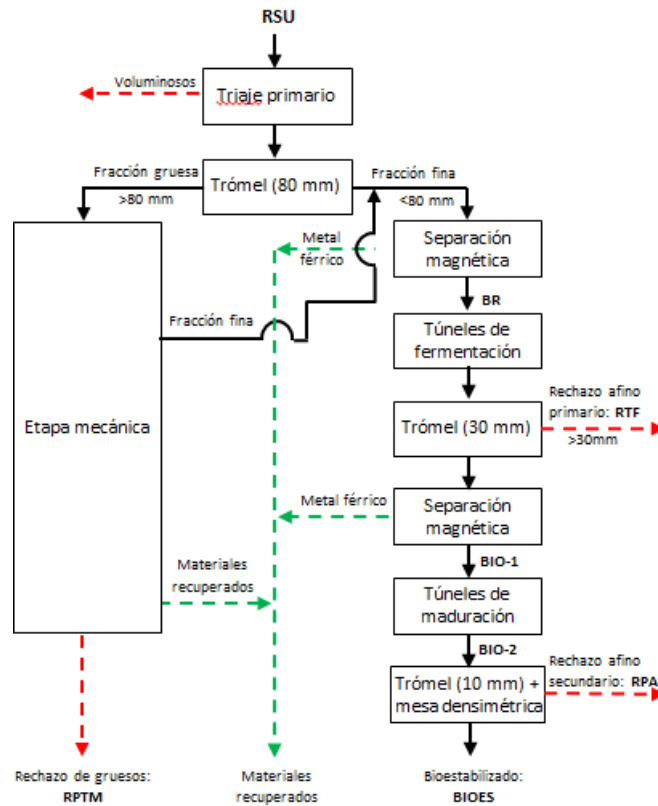 RSU
Voluminosos
Triaje primario
Fracción gruesa
>80 mm
Trómel (80 mm)
Fracción fina
<80 mm
Metal
férrico
Separación
magnética
BR
Fracción fina
Túneles de
fermentación
Etapa mecánica
Trómel (30 mm)
Rechazo afino
primario: RTF
>30mm
Metal férrico
Separación
magnética
BIO-1
Materiales
recuperados
Túneles de
maduración
BIO-2
Trómel (10 mm) +
mesa densimétrica
Rechazo afino
secundario: RPA
Rechazo de gruesos:
RPTM
Materiales
recuperados
Bioestabilizado:
BIOES